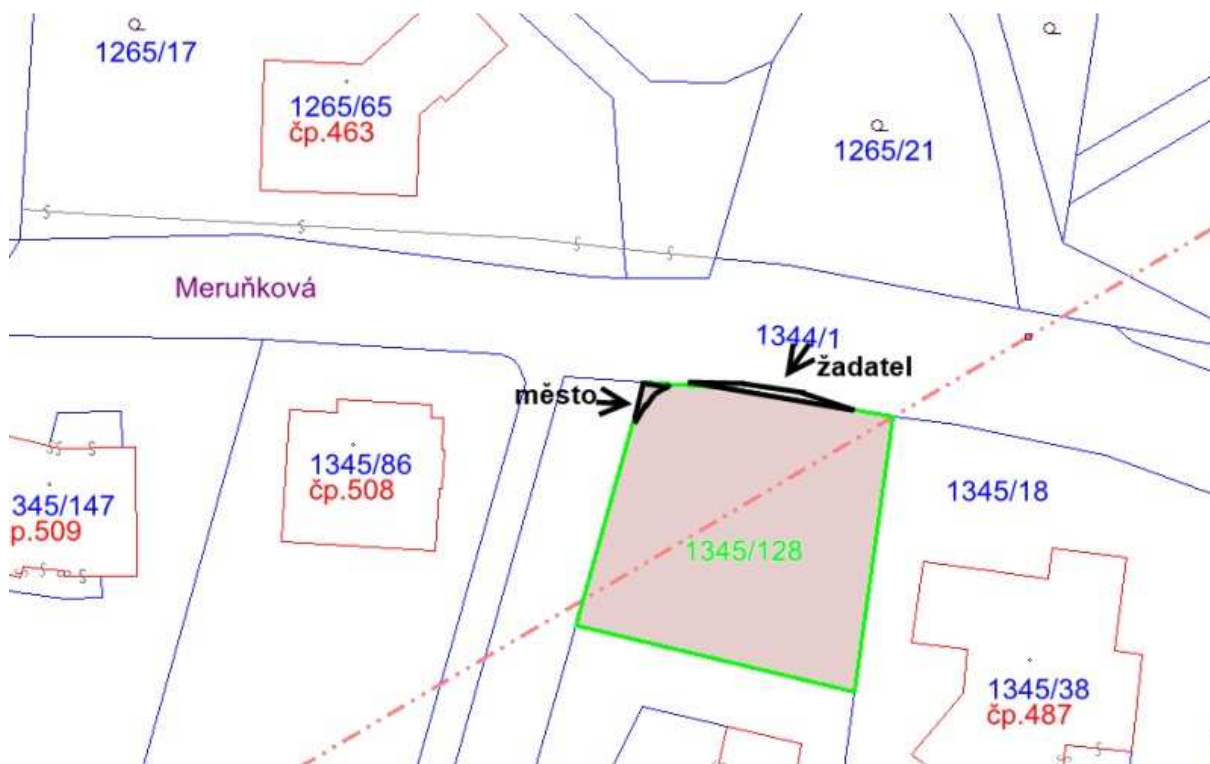 1265/17
1265/65
čp.463
1265/21
Meruňková
1344/1
žadatel
město
1345/86
čp.508
345/147
p.509
1345/18
1345/128
1345/38
čp.487